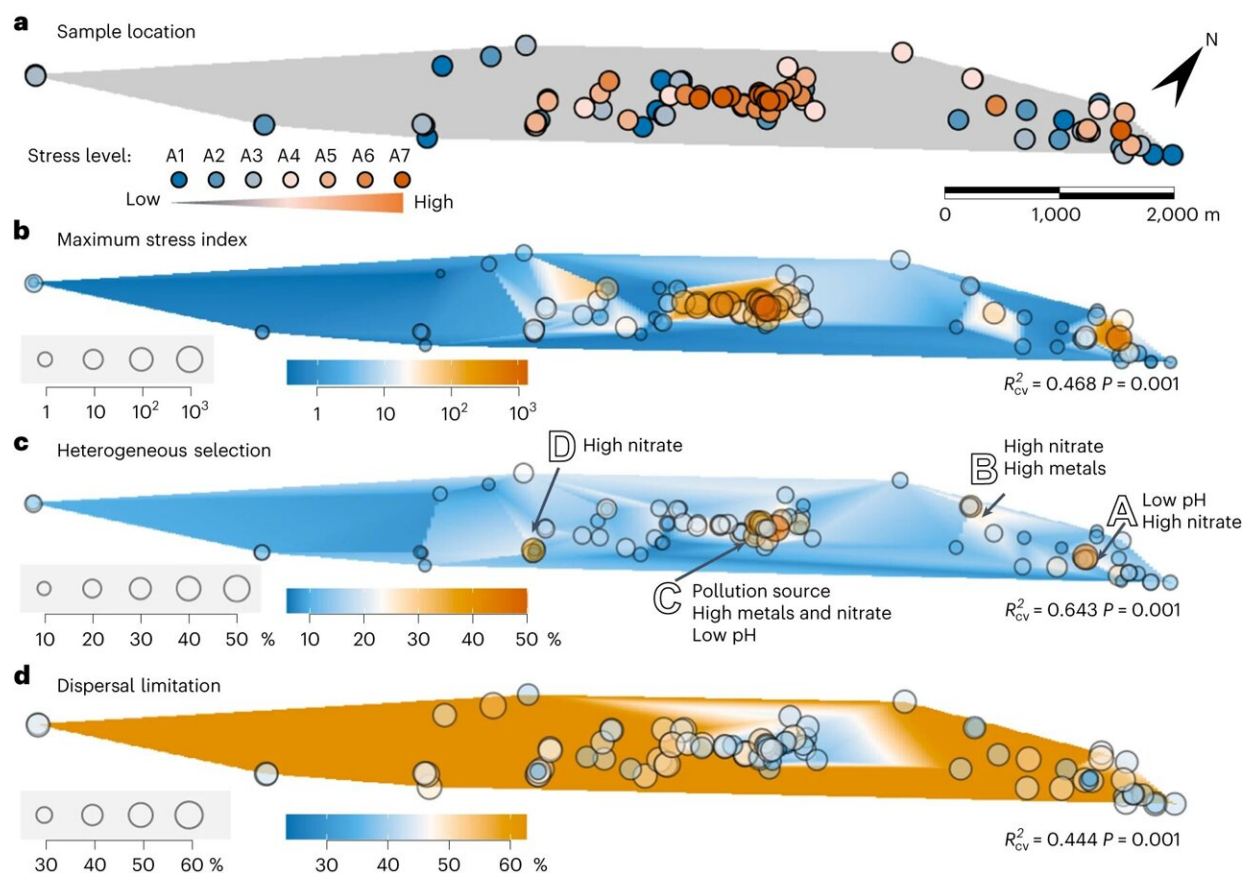 a
Sample location
N
Stress level: A1 A2 A3 A4 A5 A6 A7
Low High
0 1,000 2,000 m
b
Maximum stress index
1 10 10² 10³
1 10 10² 10³
R²cv = 0.468 P = 0.001
c
Heterogeneous selection
D High nitrate
B High nitrate
High metals
A Low pH
High nitrate
C Pollution source
High metals and nitrate
Low pH
10 20 30 40 50 %
10 20 30 40 50 %
R²cv = 0.643 P = 0.001
d
Dispersal limitation
30 40 50 60 %
30 40 50 60 %
R²cv = 0.444 P = 0.001